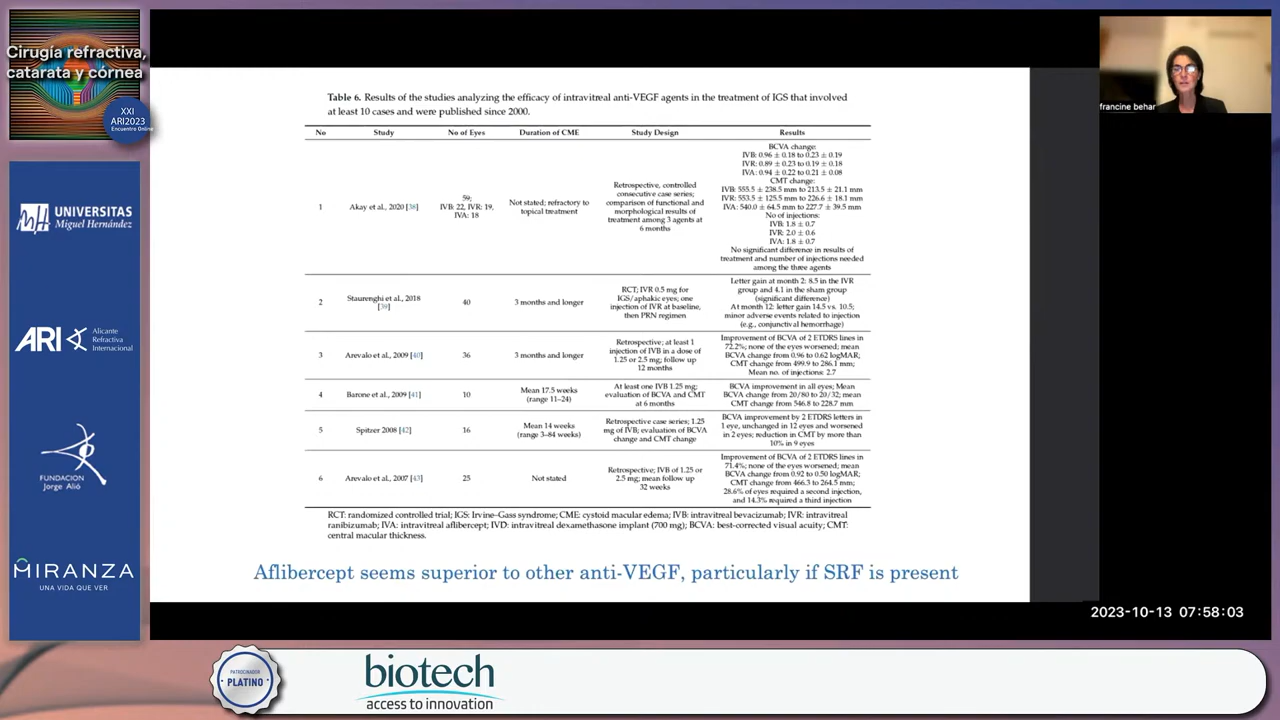 Cirugía refractiva,
catarata y córnea
XXI
ARI2023
Encuentro Online
UNIVERSITAS
Miguel Hernández
ARI
Alicante
Refractiva
Internacional
FUNDACION
Jorge Alió
MIRANZA
UNA VIDA QUE VER
Table 6. Results of the studies analyzing the efficacy of intravitreal anti-VEGF agents in the treatment of IGS that involved
at least 10 cases and were published since 2000.
No Study No of Eyes Duration of CME Study Design Results
1
Akay et al., 2020 [38]
59;
IVB: 22, IVR: 19,
IVA: 18
Not stated; refractory to
topical treatment
Retrospective, controlled
consecutive case series;
comparison of functional and
morphological results of
treatment among 3 agents at
6 months
BCVA change:
IVB: 0.96 ± 0.18 to 0.23 ± 0.19
IVR: 0.89 ± 0.23 to 0.19 ± 0.18
IVA: 0.94 ± 0.22 to 0.21 ± 0.08
CMT change:
IVB: 555.5 ± 238.5 mm to 213.5 ± 21.1 mm
IVR: 553.5 ± 125.5 mm to 226.6 ± 18.1 mm
IVA: 540.0 ± 64.5 mm to 227.7 ± 39.5 mm
No of injections:
IVB: 1.8 ± 0.7
IVR: 2.0 ± 0.6
IVA: 1.8 ± 0.7
No significant difference in results of
treatment and number of injections needed
among the three agents
2
Staurenghi et al., 2018
[39]
40
3 months and longer
RCT; IVR 0.5 mg for
IGS/aphakic eyes; one
injection of IVR at baseline,
then PRN regimen
Letter gain at month 2: 8.5 in the IVR
group and 4.1 in the sham group
(significant difference)
At month 12: letter gain 14.5 vs. 10.5;
minor adverse events related to injection
(e.g., conjunctival hemorrhage)
3
Arevalo et al., 2009 [40]
36
3 months and longer
Retrospective; at least 1
injection of IVB in a dose of
1.25 or 2.5 mg; follow up
12 months
Improvement of BCVA of 2 ETDRS lines in
72.2%; none of the eyes worsened; mean
BCVA change from 0.96 to 0.62 logMAR;
CMT change from 499.9 to 286.1 mm;
Mean no. of injections: 2.7
4
Barone et al., 2009 [41]
10
Mean 17.5 weeks
(range 11–24)
At least one IVB 1.25 mg;
evaluation of BCVA and CMT
at 6 months
BCVA improvement in all eyes; Mean
BCVA change from 20/80 to 20/32; mean
CMT change from 546.8 to 228.7 mm
5
Spitzer 2008 [42]
16
Mean 14 weeks
(range 3–84 weeks)
Retrospective case series; 1.25
mg of IVB; evaluation of BCVA
change and CMT change
BCVA improvement by 2 ETDRS letters in
1 eye, unchanged in 12 eyes and worsened
in 2 eyes; reduction in CMT by more than
10% in 9 eyes
6
Arevalo et al., 2007 [43]
25
Not stated
Retrospective; IVB of 1.25 or
2.5 mg; mean follow up
32 weeks
Improvement of BCVA of 2 ETDRS lines in
71.4%; none of the eyes worsened; mean
BCVA change from 0.92 to 0.50 logMAR;
CMT change from 466.3 to 264.5 mm;
28.6% of eyes required a second injection,
and 14.3% required a third injection
RCT: randomized controlled trial; IGS: Irvine–Gass syndrome; CME: cystoid macular edema; IVB: intravitreal bevacizumab; IVR: intravitreal
ranibizumab; IVA: intravitreal aflibercept; IVD: intravitreal dexamethasone implant (700 mg); BCVA: best-corrected visual acuity; CMT:
central macular thickness.
Aflibercept seems superior to other anti-VEGF, particularly if SRF is present
francine behar
2023-10-13 07:58:03
PATROCINADOR
PLATINO
biotech
access to innovation